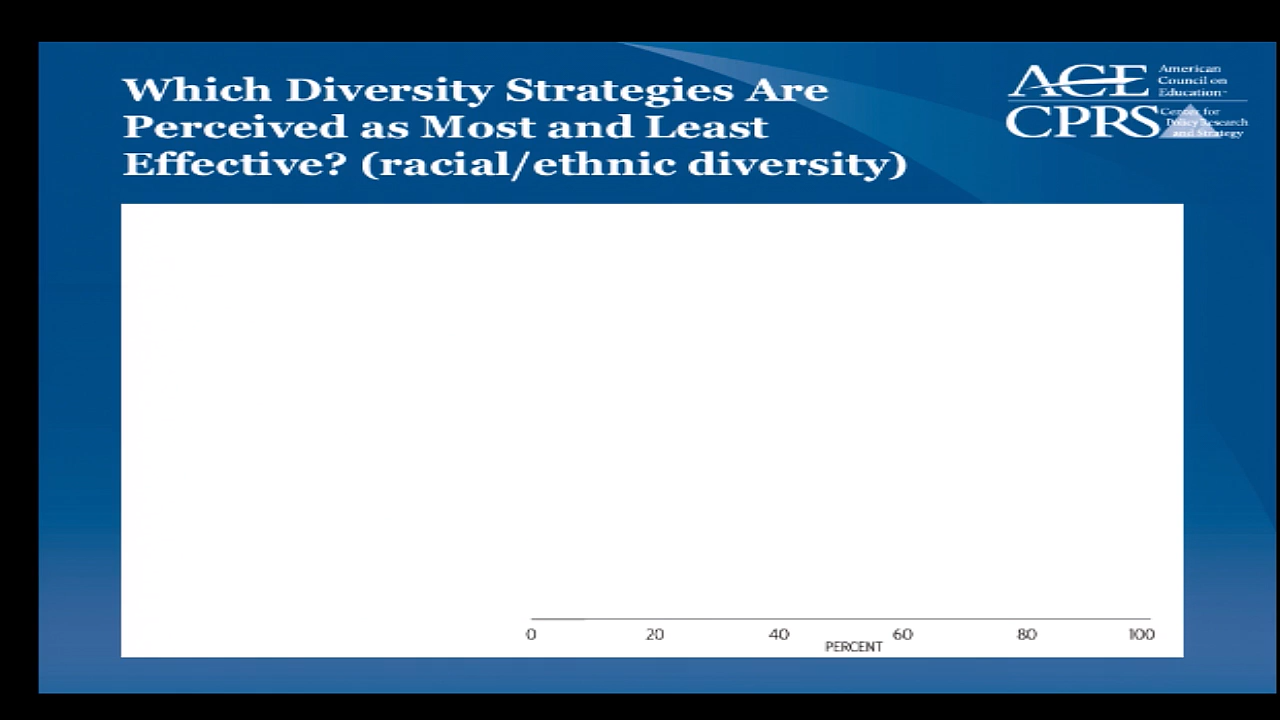 Which Diversity Strategies Are
Perceived as Most and Least
Effective? (racial/ethnic diversity)
ACE
American
Council on
Education
CPRS
Center for
Policy Research
and Strategy
0 20 40 60 80 100
PERCENT